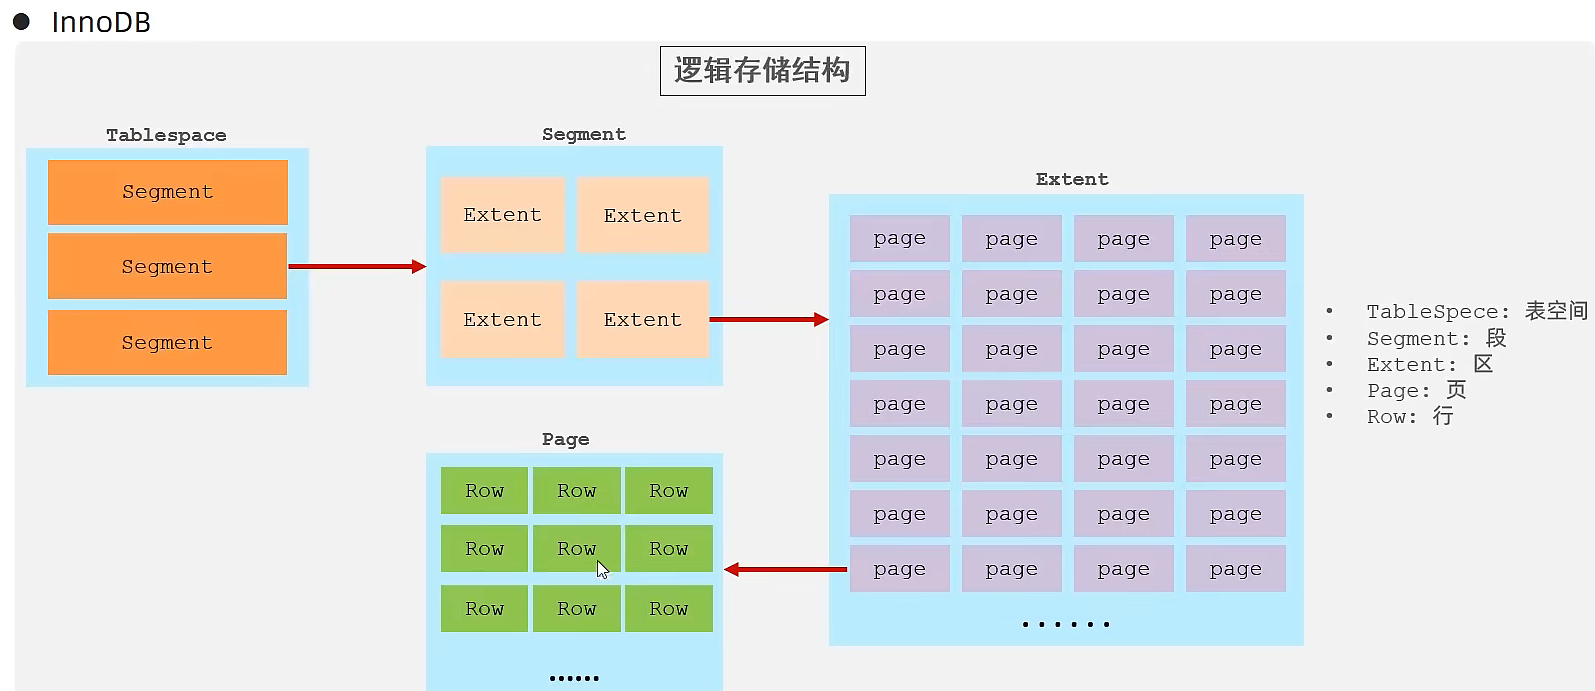 ● InnoDB
逻辑存储结构
Tablespace
Segment
Segment
Segment
Segment
Extent Extent
Extent Extent
Extent
page page page page
page page page page
page page page page
page page page page
page page page page
page page page page
page page page page
......
Page
Row Row Row
Row Row Row
Row Row Row
......
• TableSpece: 表空间
• Segment: 段
• Extent: 区
• Page: 页
• Row: 行